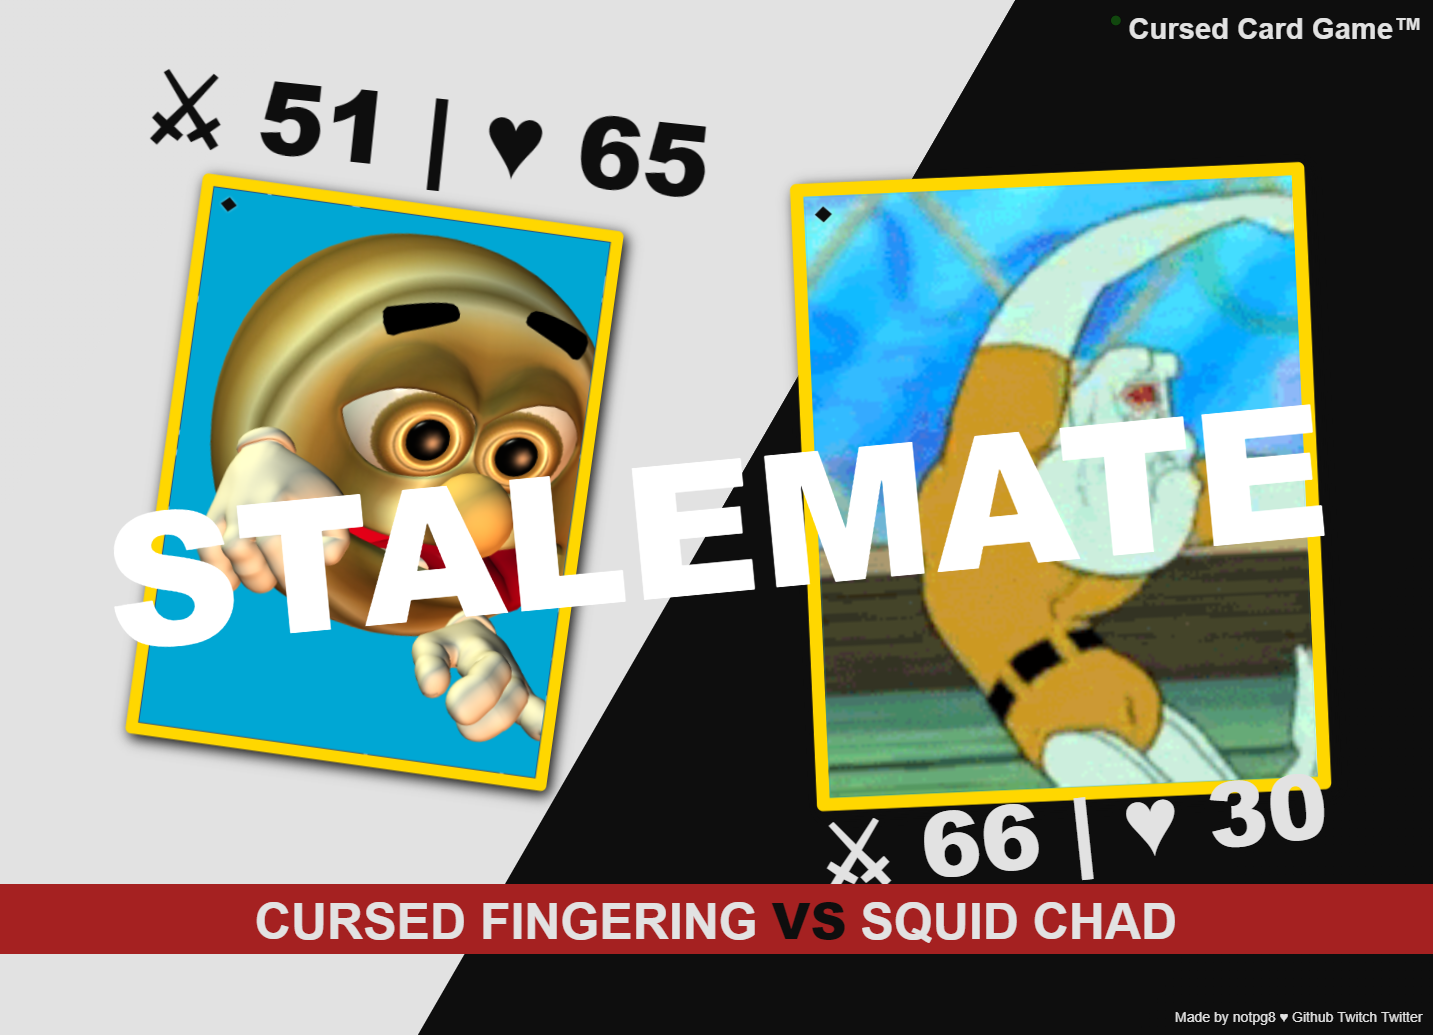 Cursed Card Game™
⚔ 51 | ♥ 65
STALEMATE
⚔ 66 | ♥ 30
CURSED FINGERING VS SQUID CHAD
Made by notpg8 ♥ Github Twitch Twitter